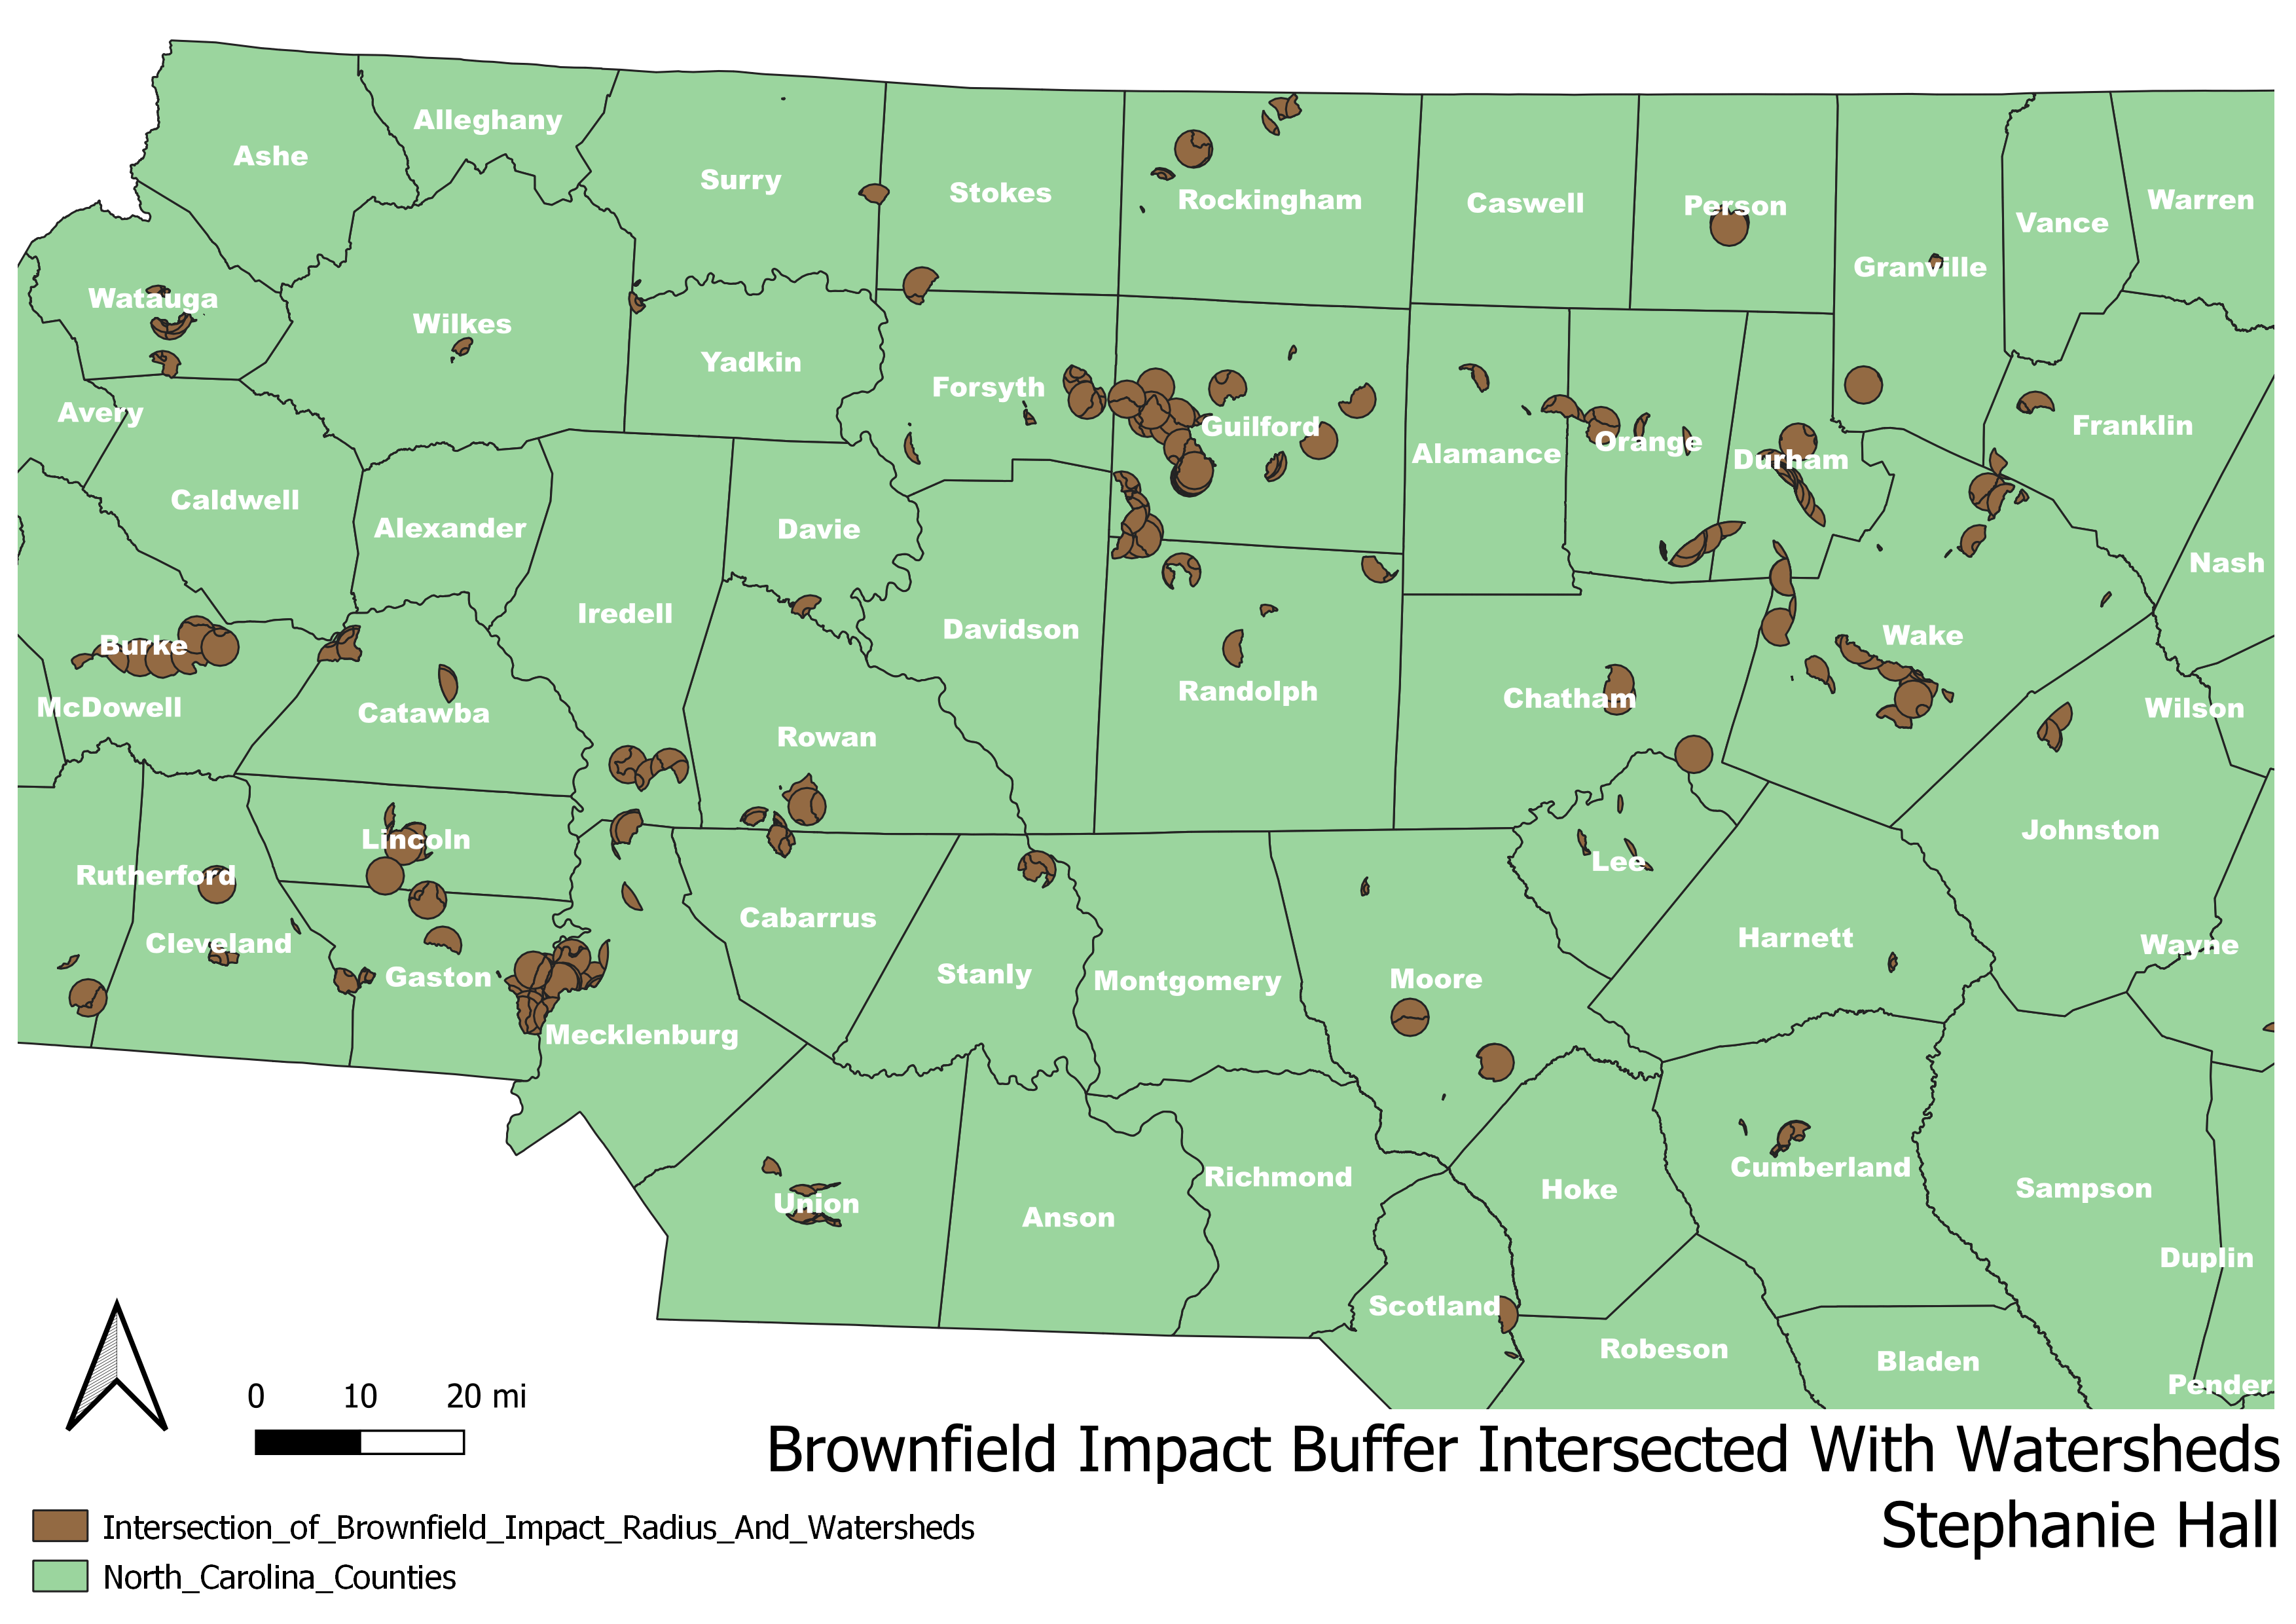 Alleghany
Ashe
Surry
Stokes
Rockingham
Caswell
Person
Vance
Warren
Granville
Watauga
Wilkes
Yadkin
Forsyth
Guilford
Alamance
Orange
Durham
Franklin
Avery
Caldwell
Alexander
Davie
Nash
Iredell
Davidson
Burke
Wake
McDowell
Catawba
Rowan
Randolph
Chatham
Wilson
Lincoln
Rutherford
Lee
Johnston
Cleveland
Gaston
Cabarrus
Stanly
Montgomery
Moore
Harnett
Wayne
Mecklenburg
Union
Anson
Richmond
Hoke
Cumberland
Sampson
Duplin
Scotland
Robeson
Bladen
Pender
0 10 20 mi
Brownfield Impact Buffer Intersected With Watersheds
Stephanie Hall
Intersection_of_Brownfield_Impact_Radius_And_Watersheds
North_Carolina_Counties